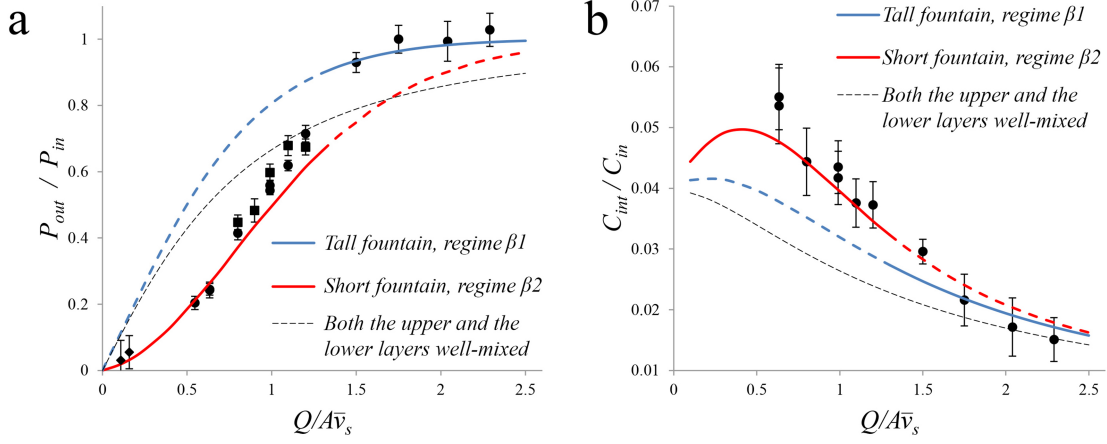 a
P_out / P_in
1
0.8
0.6
0.4
0.2
0
0
0.5
1
1.5
2
2.5
Q/Av̄_s
Tall fountain, regime β1
Short fountain, regime β2
Both the upper and the
lower layers well-mixed
b
C_int / C_in
0.07
0.06
0.05
0.04
0.03
0.02
0.01
0
0.5
1
1.5
2
2.5
Q/Av̄_s
Tall fountain, regime β1
Short fountain, regime β2
Both the upper and the
lower layers well-mixed